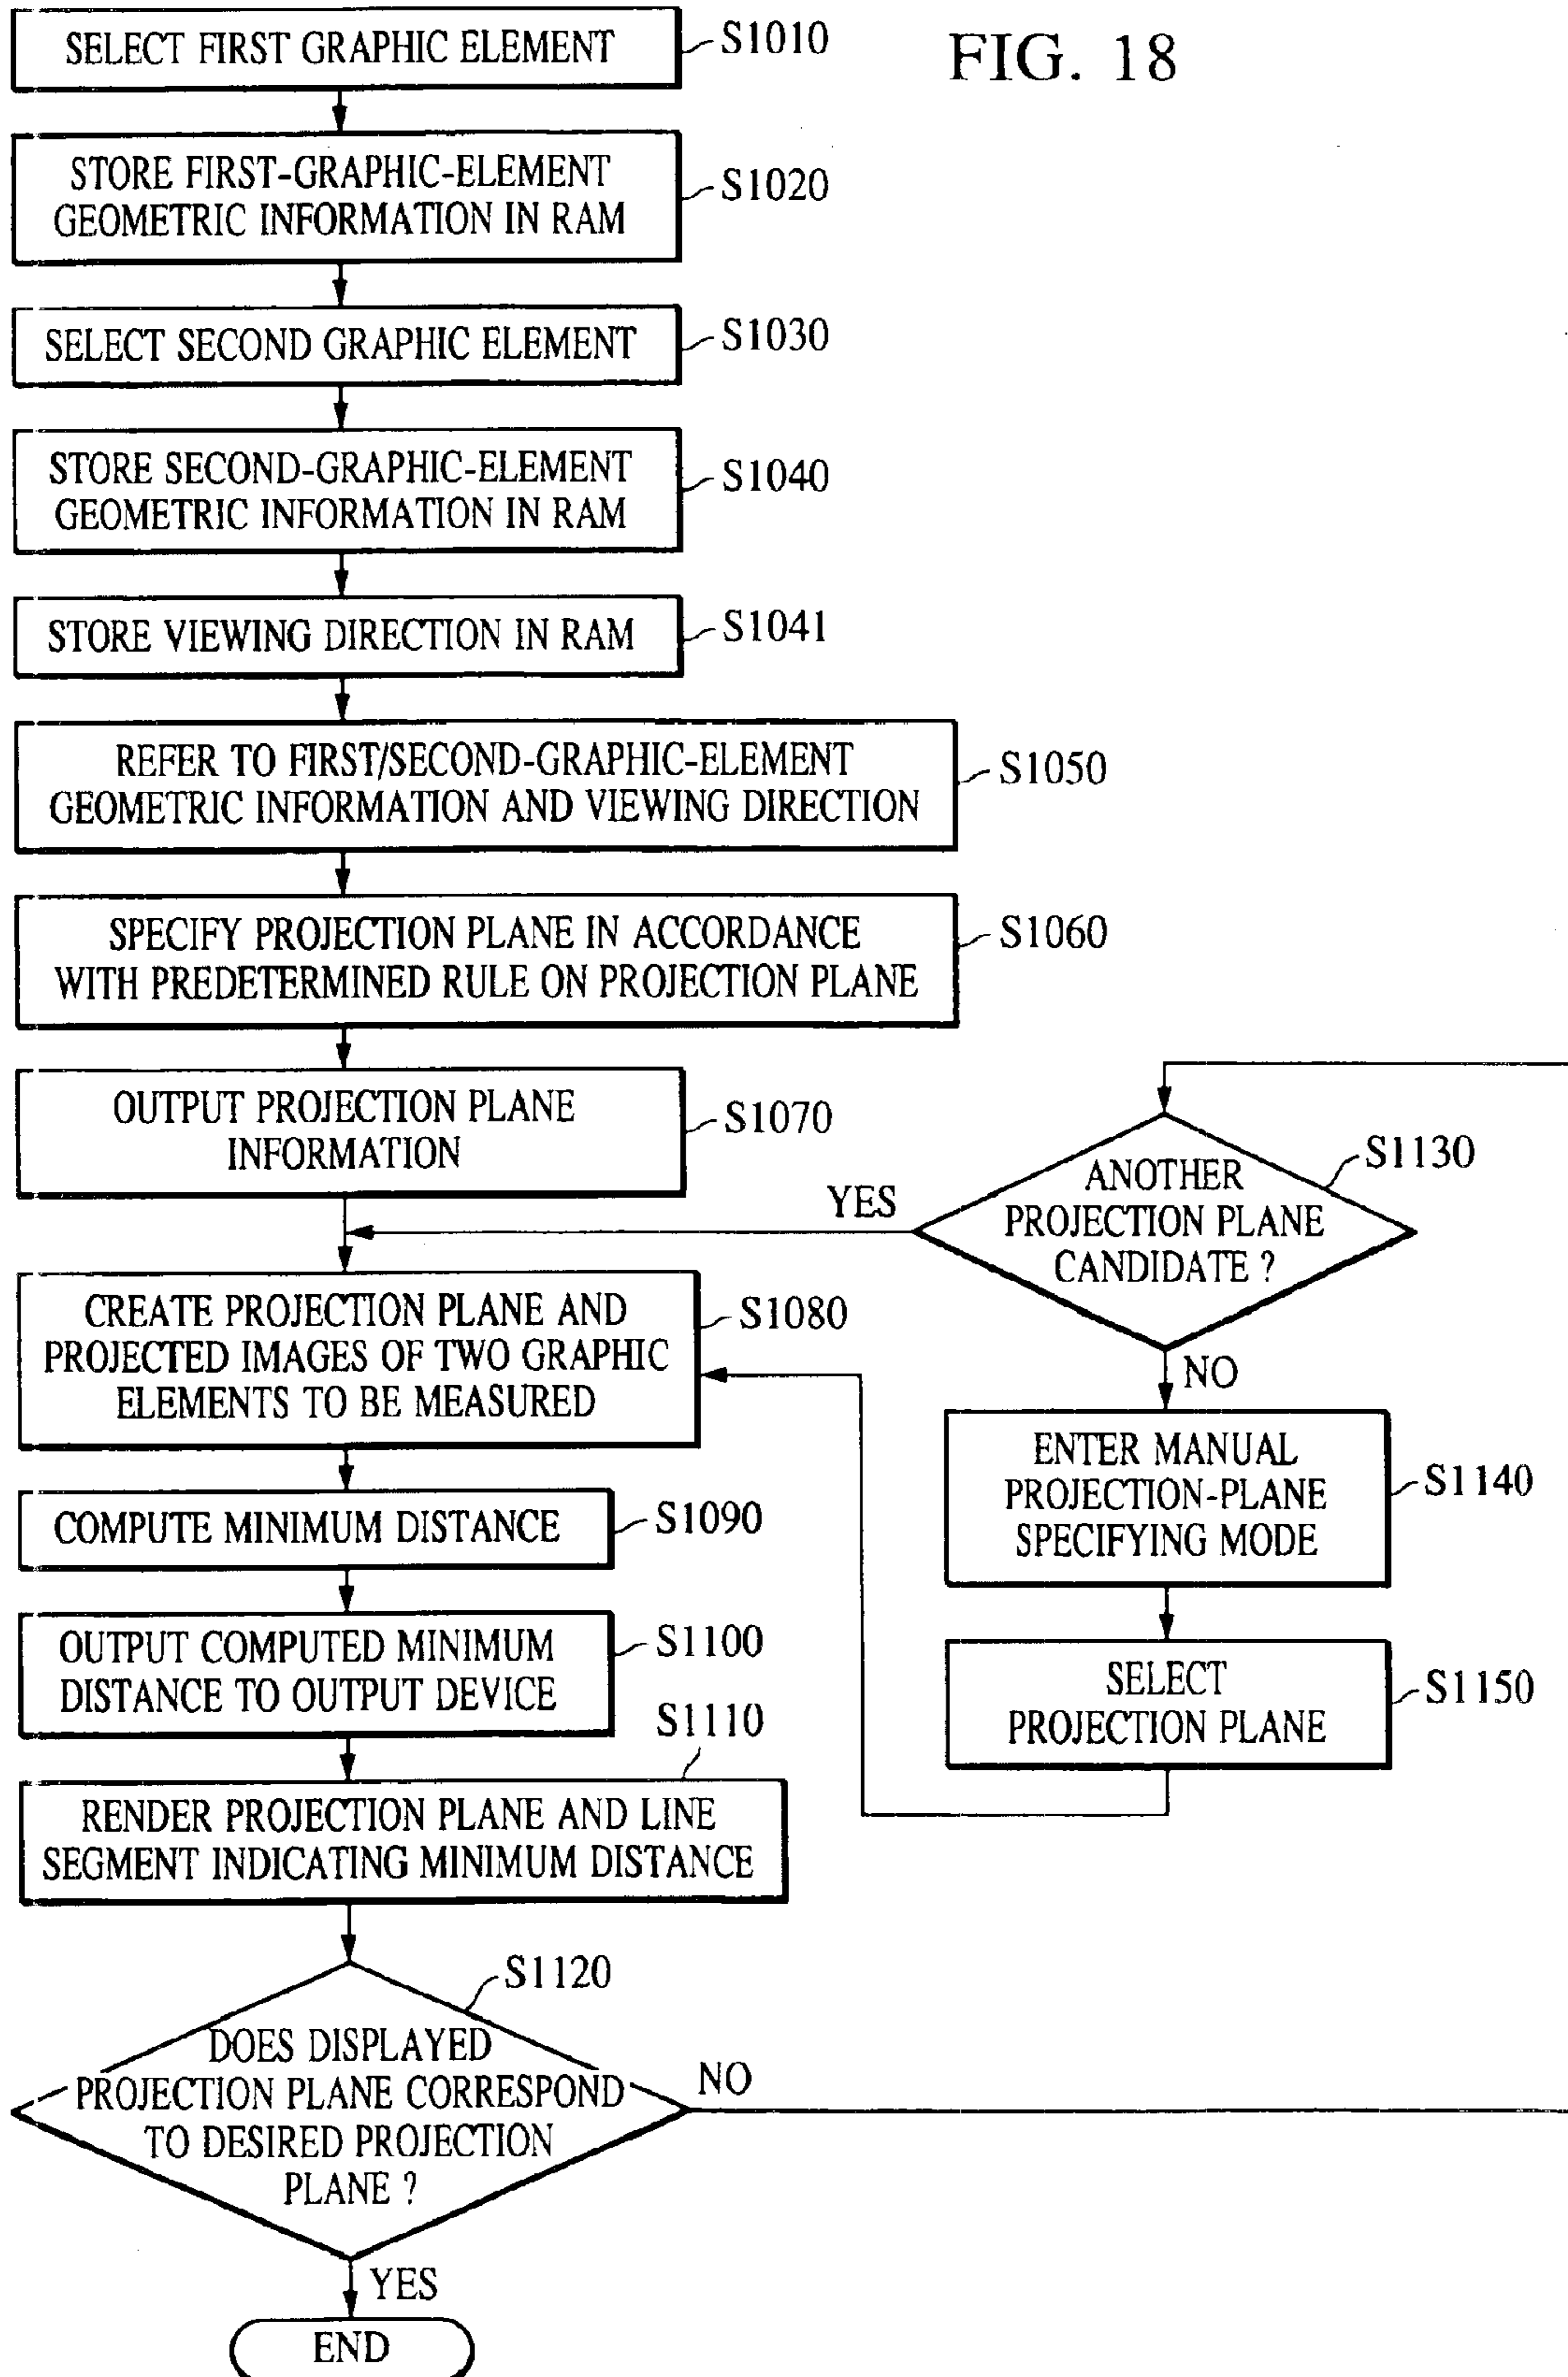 FIG. 18
SELECT FIRST GRAPHIC ELEMENT
S1010
STORE FIRST-GRAPHIC-ELEMENT
GEOMETRIC INFORMATION IN RAM
S1020
SELECT SECOND GRAPHIC ELEMENT
S1030
STORE SECOND-GRAPHIC-ELEMENT
GEOMETRIC INFORMATION IN RAM
S1040
STORE VIEWING DIRECTION IN RAM
S1041
REFER TO FIRST/SECOND-GRAPHIC-ELEMENT
GEOMETRIC INFORMATION AND VIEWING DIRECTION
S1050
SPECIFY PROJECTION PLANE IN ACCORDANCE
WITH PREDETERMINED RULE ON PROJECTION PLANE
S1060
OUTPUT PROJECTION PLANE
INFORMATION
S1070
CREATE PROJECTION PLANE AND
PROJECTED IMAGES OF TWO GRAPHIC
ELEMENTS TO BE MEASURED
S1080
COMPUTE MINIMUM DISTANCE
S1090
OUTPUT COMPUTED MINIMUM
DISTANCE TO OUTPUT DEVICE
S1100
S1110
RENDER PROJECTION PLANE AND LINE
SEGMENT INDICATING MINIMUM DISTANCE
S1120
DOES DISPLAYED
PROJECTION PLANE CORRESPOND
TO DESIRED PROJECTION
PLANE ?
NO
YES
END
S1130
ANOTHER
PROJECTION PLANE
CANDIDATE ?
YES
NO
ENTER MANUAL
PROJECTION-PLANE
SPECIFYING MODE
S1140
SELECT
PROJECTION PLANE
S1150